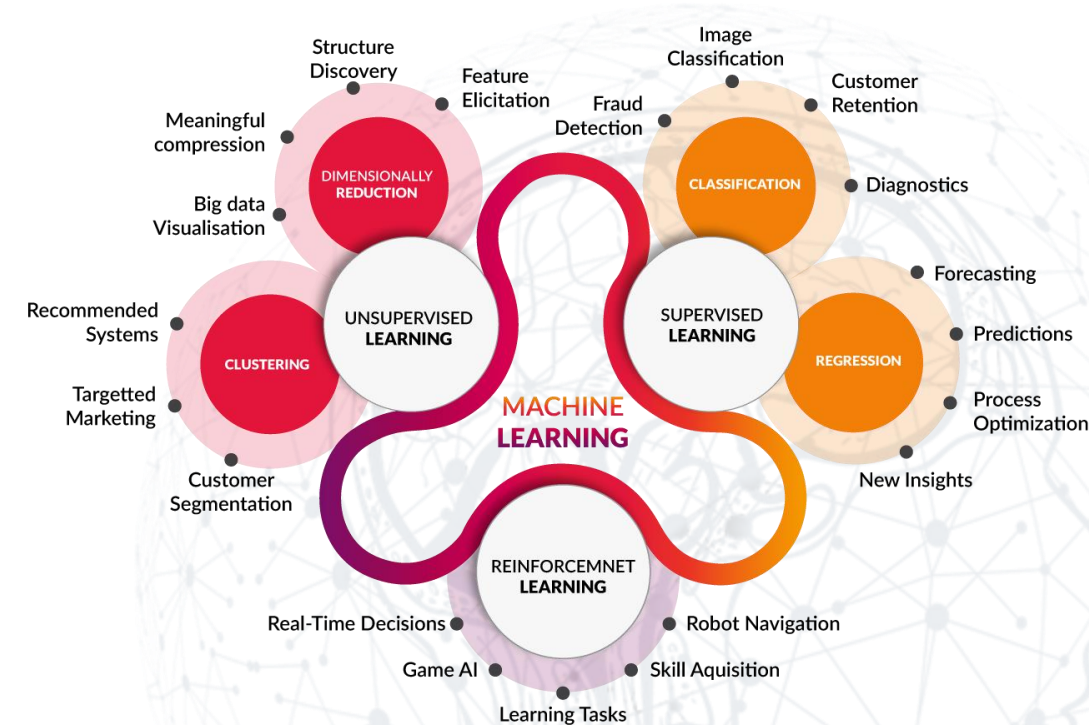 Structure
Discovery
Feature
Elicitation
Meaningful
compression
Big data
Visualisation
DIMENSIONALLY
REDUCTION
UNSUPERVISED
LEARNING
Recommended
Systems
Targetted
Marketing
Customer
Segmentation
CLUSTERING
Image
Classification
Customer
Retention
Fraud
Detection
Diagnostics
CLASSIFICATION
SUPERVISED
LEARNING
Forecasting
Predictions
Process
Optimization
New Insights
REGRESSION
MACHINE
LEARNING
REINFORCEMNET
LEARNING
Real-Time Decisions
Game AI
Learning Tasks
Skill Aquisition
Robot Navigation